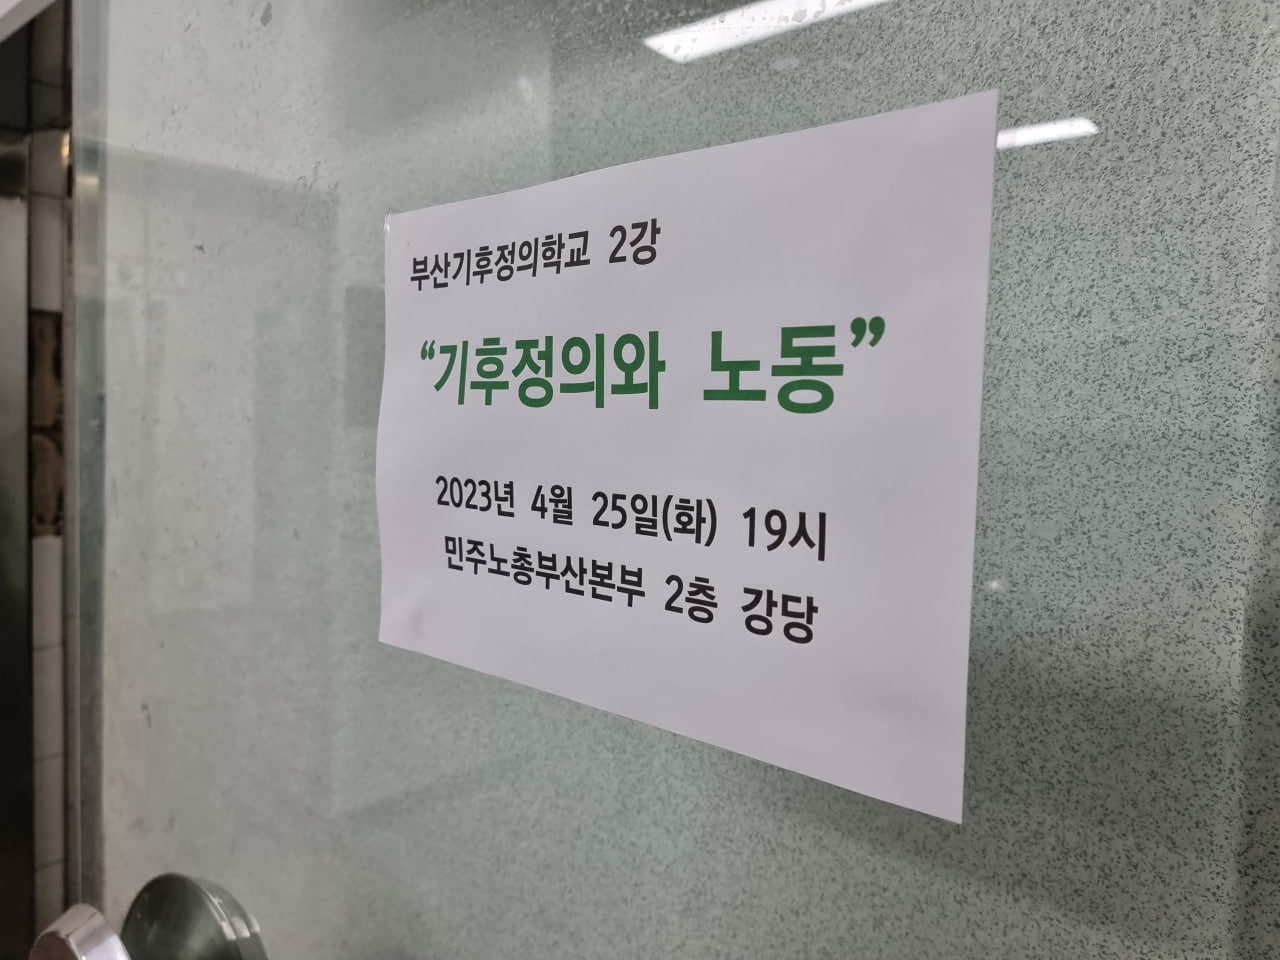 부산기후정의학교 2강
“기후정의와 노동”
2023년 4월 25일(화) 19시
민주노총부산본부 2층 강당